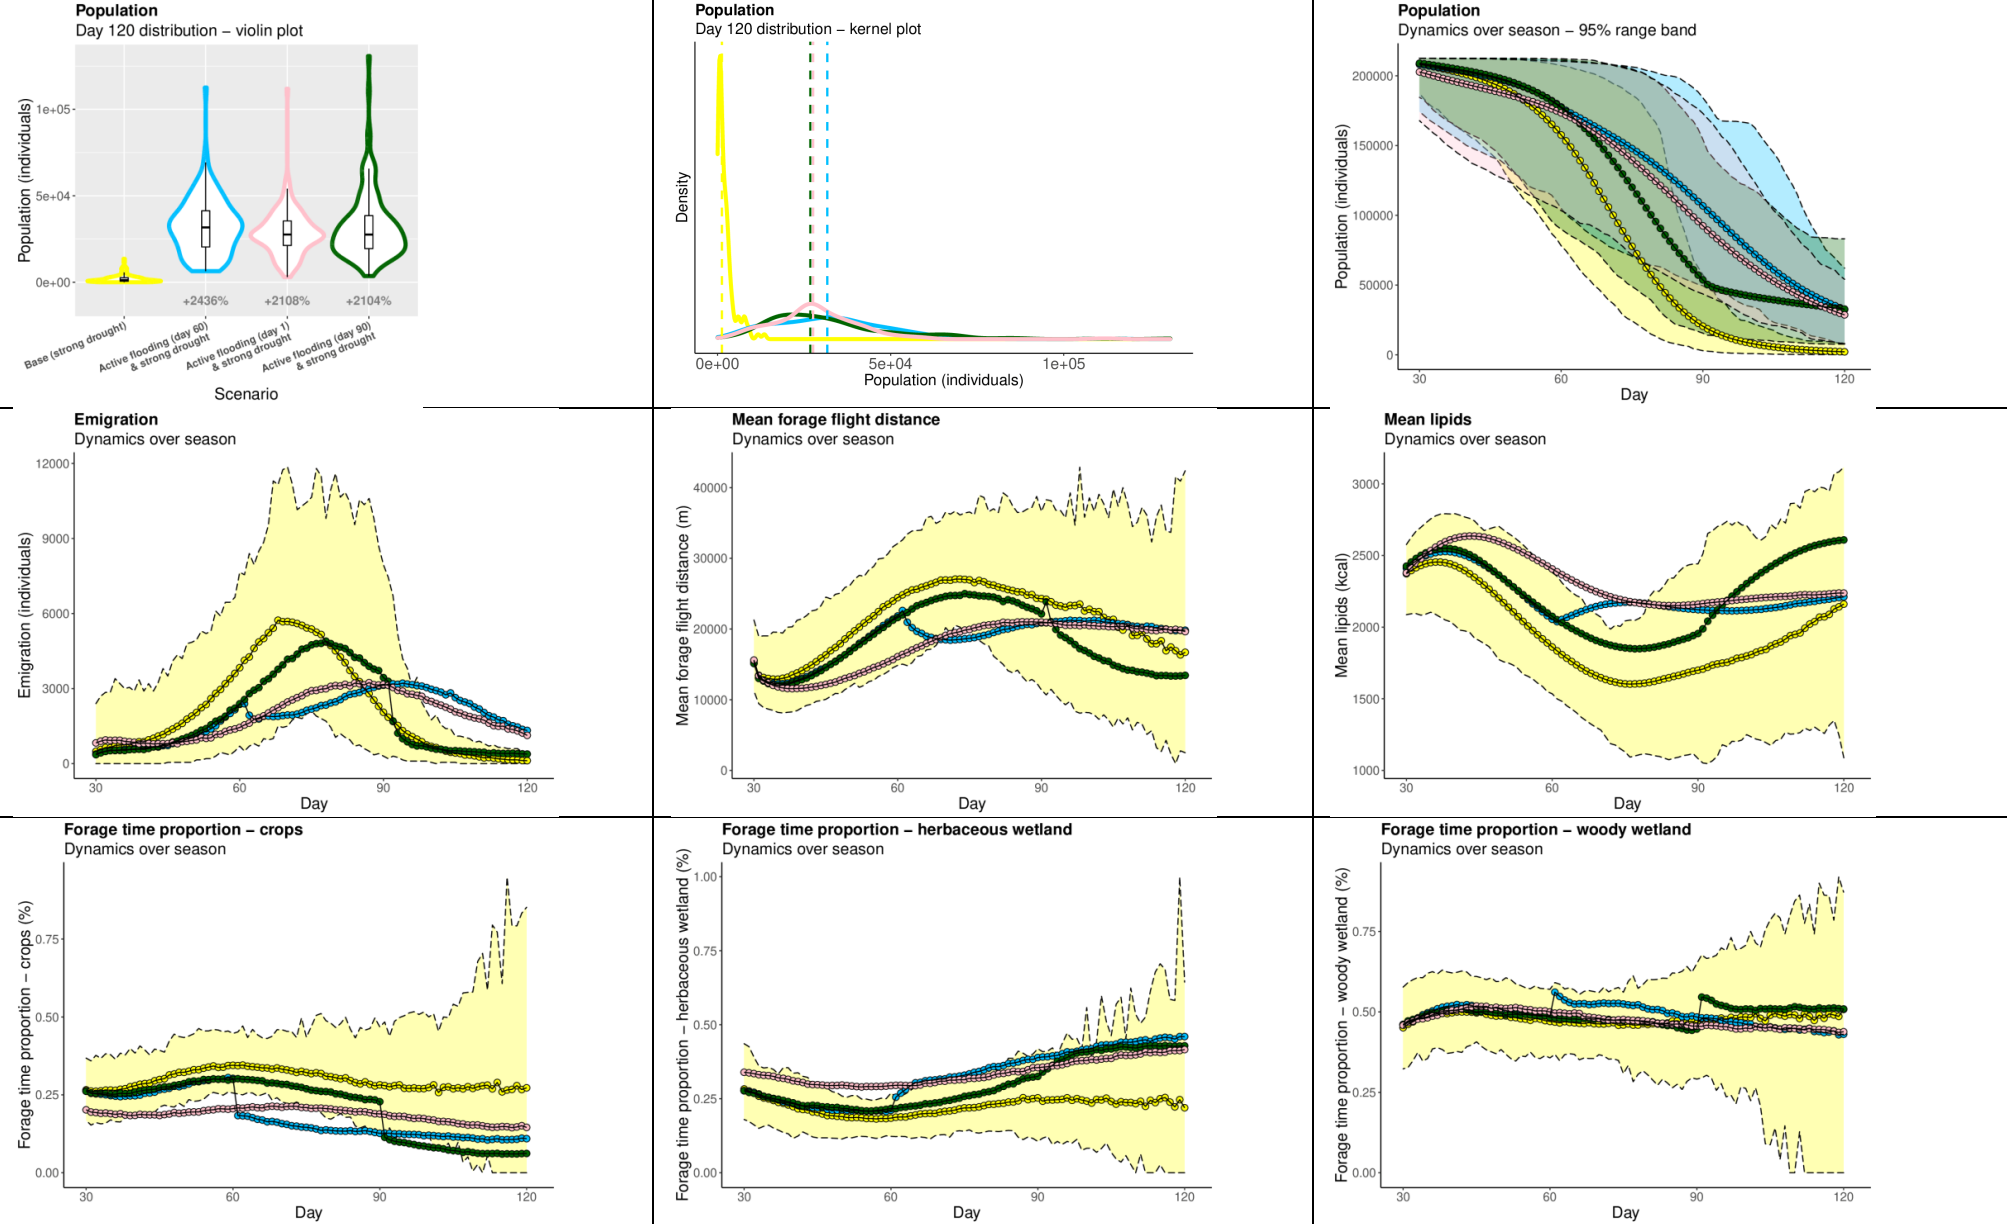 Population
Day 120 distribution – violin plot
Population (individuals)
1e+05
5e+04
0e+00
+2436%
+2108%
+2104%
Base (strong drought)
Active flooding (day 60)
& strong drought
Active flooding (day 1)
& strong drought
Active flooding (day 90)
& strong drought
Scenario
Population
Day 120 distribution – kernel plot
Density
0e+00
5e+04
1e+05
Population (individuals)
Population
Dynamics over season – 95% range band
Population (individuals)
200000
150000
100000
50000
0
30
60
90
120
Day
Emigration
Dynamics over season
Emigration (individuals)
12000
9000
6000
3000
0
30
60
90
120
Day
Mean forage flight distance
Dynamics over season
Mean forage flight distance (m)
40000
30000
20000
10000
0
30
60
90
120
Day
Mean lipids
Dynamics over season
Mean lipids (kcal)
3000
2500
2000
1500
1000
30
60
90
120
Day
Forage time proportion – crops
Dynamics over season
Forage time proportion – crops (%)
0.75
0.50
0.25
0.00
30
60
90
120
Day
Forage time proportion – herbaceous wetland
Dynamics over season
Forage time proportion – herbaceous wetland (%)
1.00
0.75
0.50
0.25
0.00
30
60
90
120
Day
Forage time proportion – woody wetland
Dynamics over season
Forage time proportion – woody wetland (%)
0.75
0.50
0.25
0.00
30
60
90
120
Day